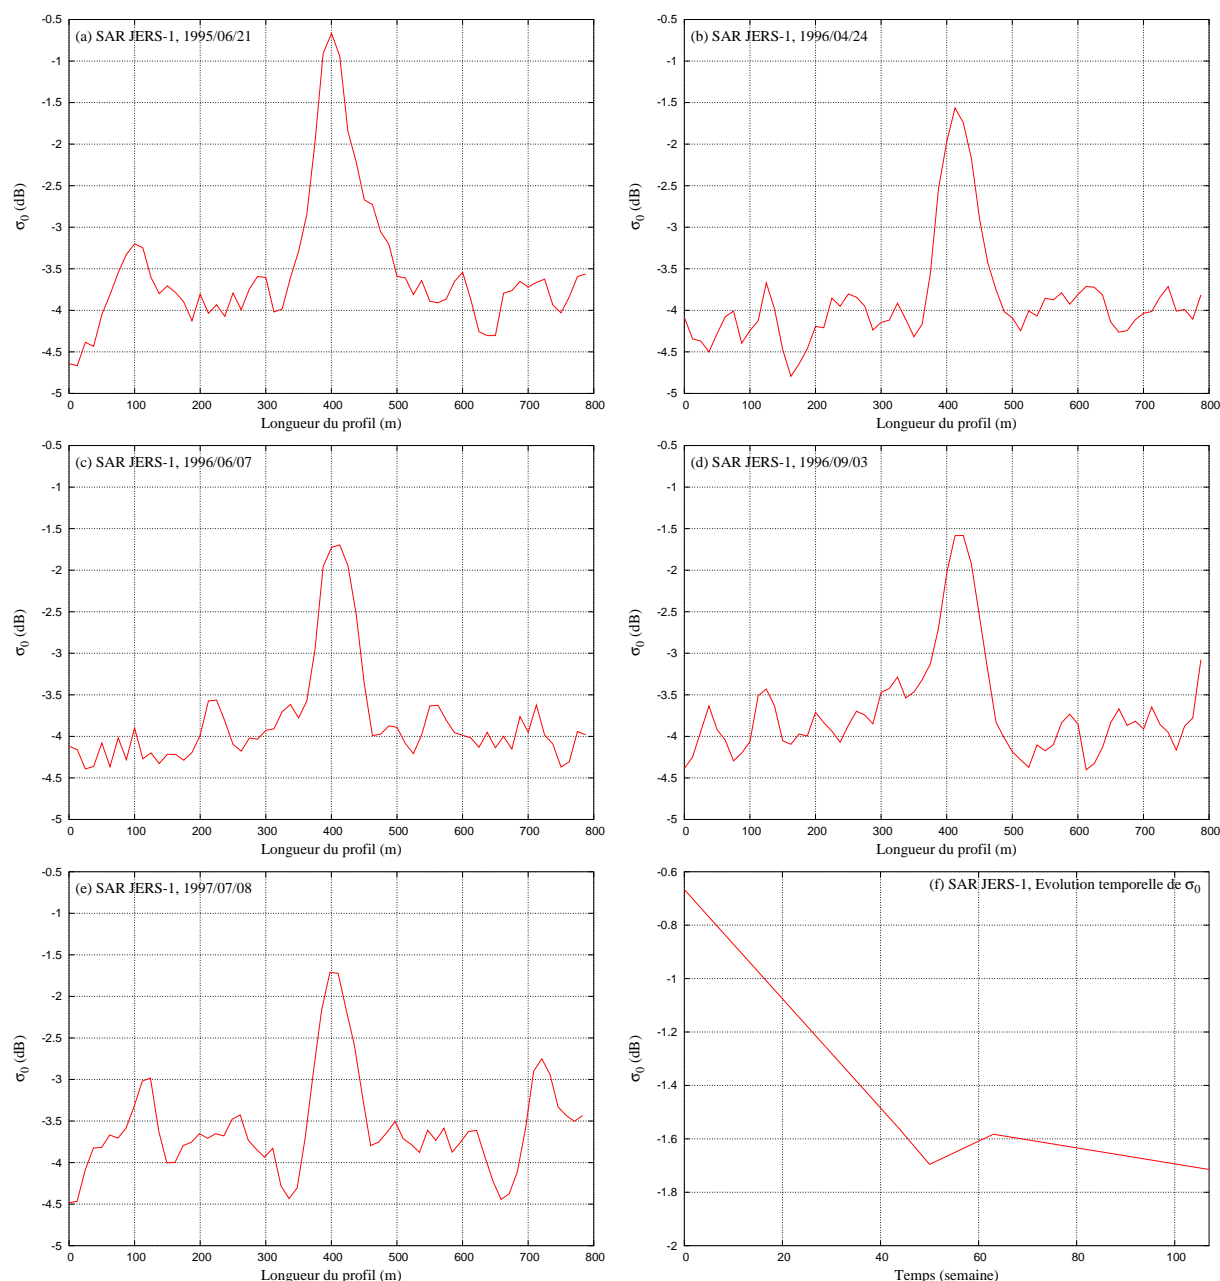 (a) SAR JERS-1, 1995/06/21
-0.5
-1
-1.5
-2
-2.5
-3
-3.5
-4
-4.5
-5
σ0 (dB)
0 100 200 300 400 500 600 700 800
Longueur du profil (m)
(b) SAR JERS-1, 1996/04/24
-0.5
-1
-1.5
-2
-2.5
-3
-3.5
-4
-4.5
-5
σ0 (dB)
0 100 200 300 400 500 600 700 800
Longueur du profil (m)
(c) SAR JERS-1, 1996/06/07
-0.5
-1
-1.5
-2
-2.5
-3
-3.5
-4
-4.5
-5
σ0 (dB)
0 100 200 300 400 500 600 700 800
Longueur du profil (m)
(d) SAR JERS-1, 1996/09/03
-0.5
-1
-1.5
-2
-2.5
-3
-3.5
-4
-4.5
-5
σ0 (dB)
0 100 200 300 400 500 600 700 800
Longueur du profil (m)
(e) SAR JERS-1, 1997/07/08
-0.5
-1
-1.5
-2
-2.5
-3
-3.5
-4
-4.5
-5
σ0 (dB)
0 100 200 300 400 500 600 700 800
Longueur du profil (m)
(f) SAR JERS-1, Evolution temporelle de σ0
-0.6
-0.8
-1
-1.2
-1.4
-1.6
-1.8
-2
σ0 (dB)
0 20 40 60 80 100
Temps (semaine)